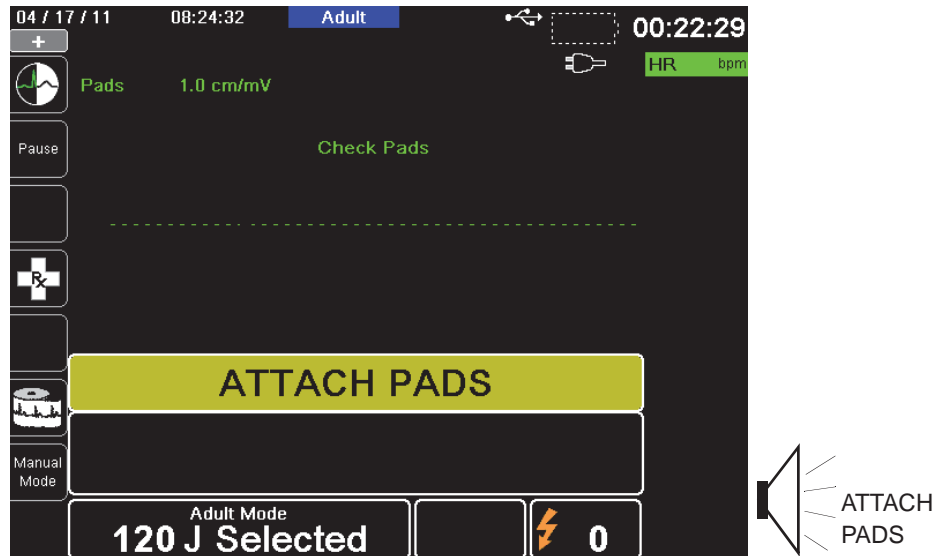 04 / 17 / 11 08:24:32 Adult 00:22:29
+
HR bpm
Pads 1.0 cm/mV
Pause
Check Pads
Rx
ATTACH PADS
Manual
Mode
Adult Mode
120 J Selected 0
ATTACH
PADS